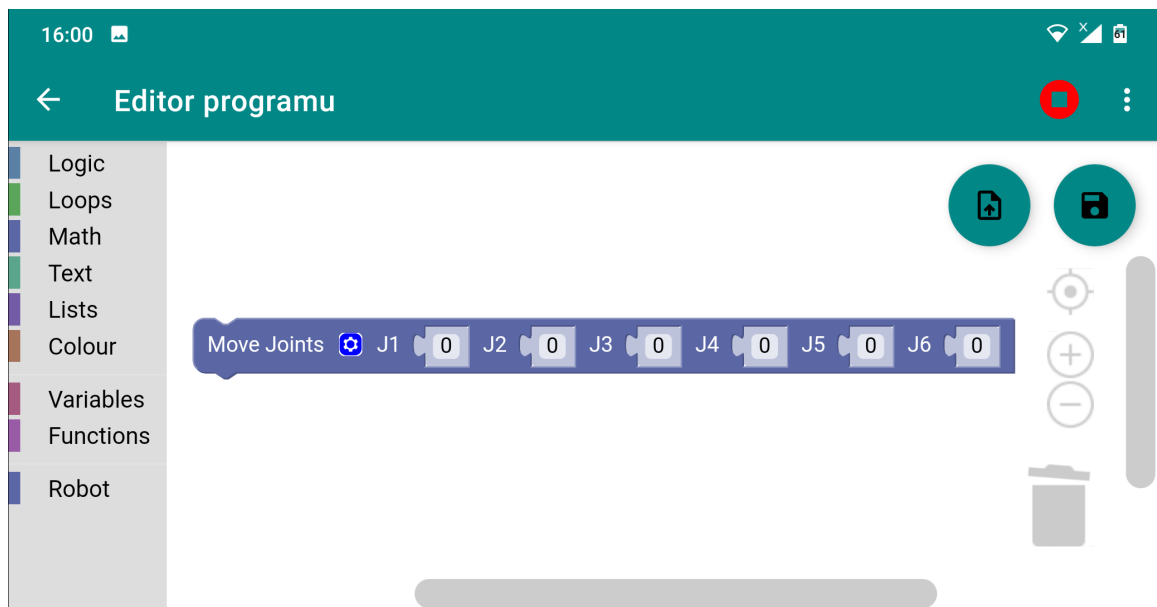 16:00 x 61
Editor programu
Logic
Loops
Math
Text
Lists
Colour
Variables
Functions
Robot
Move Joints J1 0 J2 0 J3 0 J4 0 J5 0 J6 0